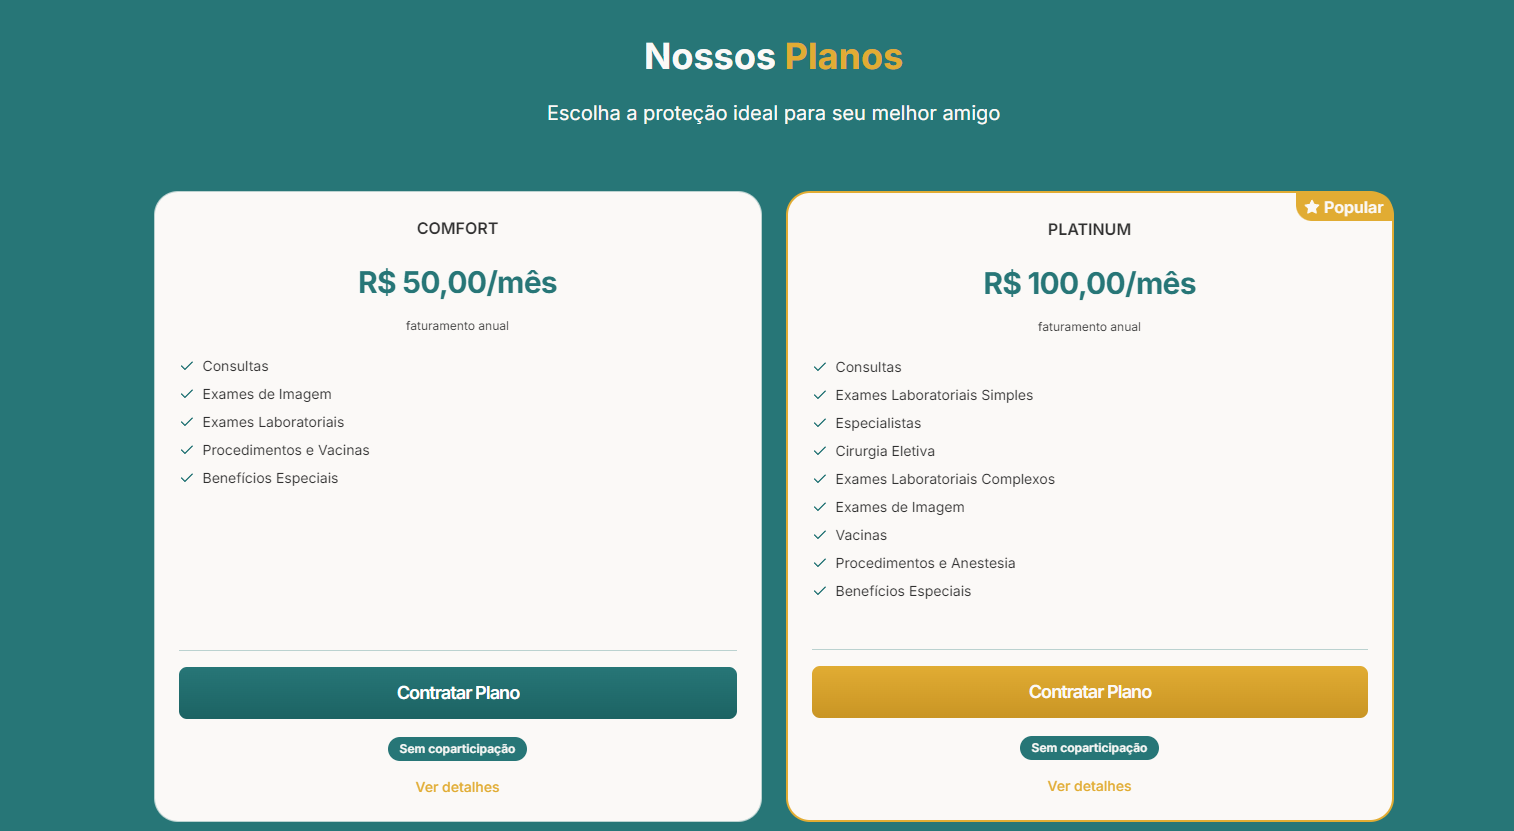 Nossos Planos
Escolha a proteção ideal para seu melhor amigo
COMFORT
R$ 50,00/mês
faturamento anual
Consultas
Exames de Imagem
Exames Laboratoriais
Procedimentos e Vacinas
Benefícios Especiais
Contratar Plano
Sem coparticipação
Ver detalhes
Popular
PLATINUM
R$ 100,00/mês
faturamento anual
Consultas
Exames Laboratoriais Simples
Especialistas
Cirurgia Eletiva
Exames Laboratoriais Complexos
Exames de Imagem
Vacinas
Procedimentos e Anestesia
Benefícios Especiais
Contratar Plano
Sem coparticipação
Ver detalhes